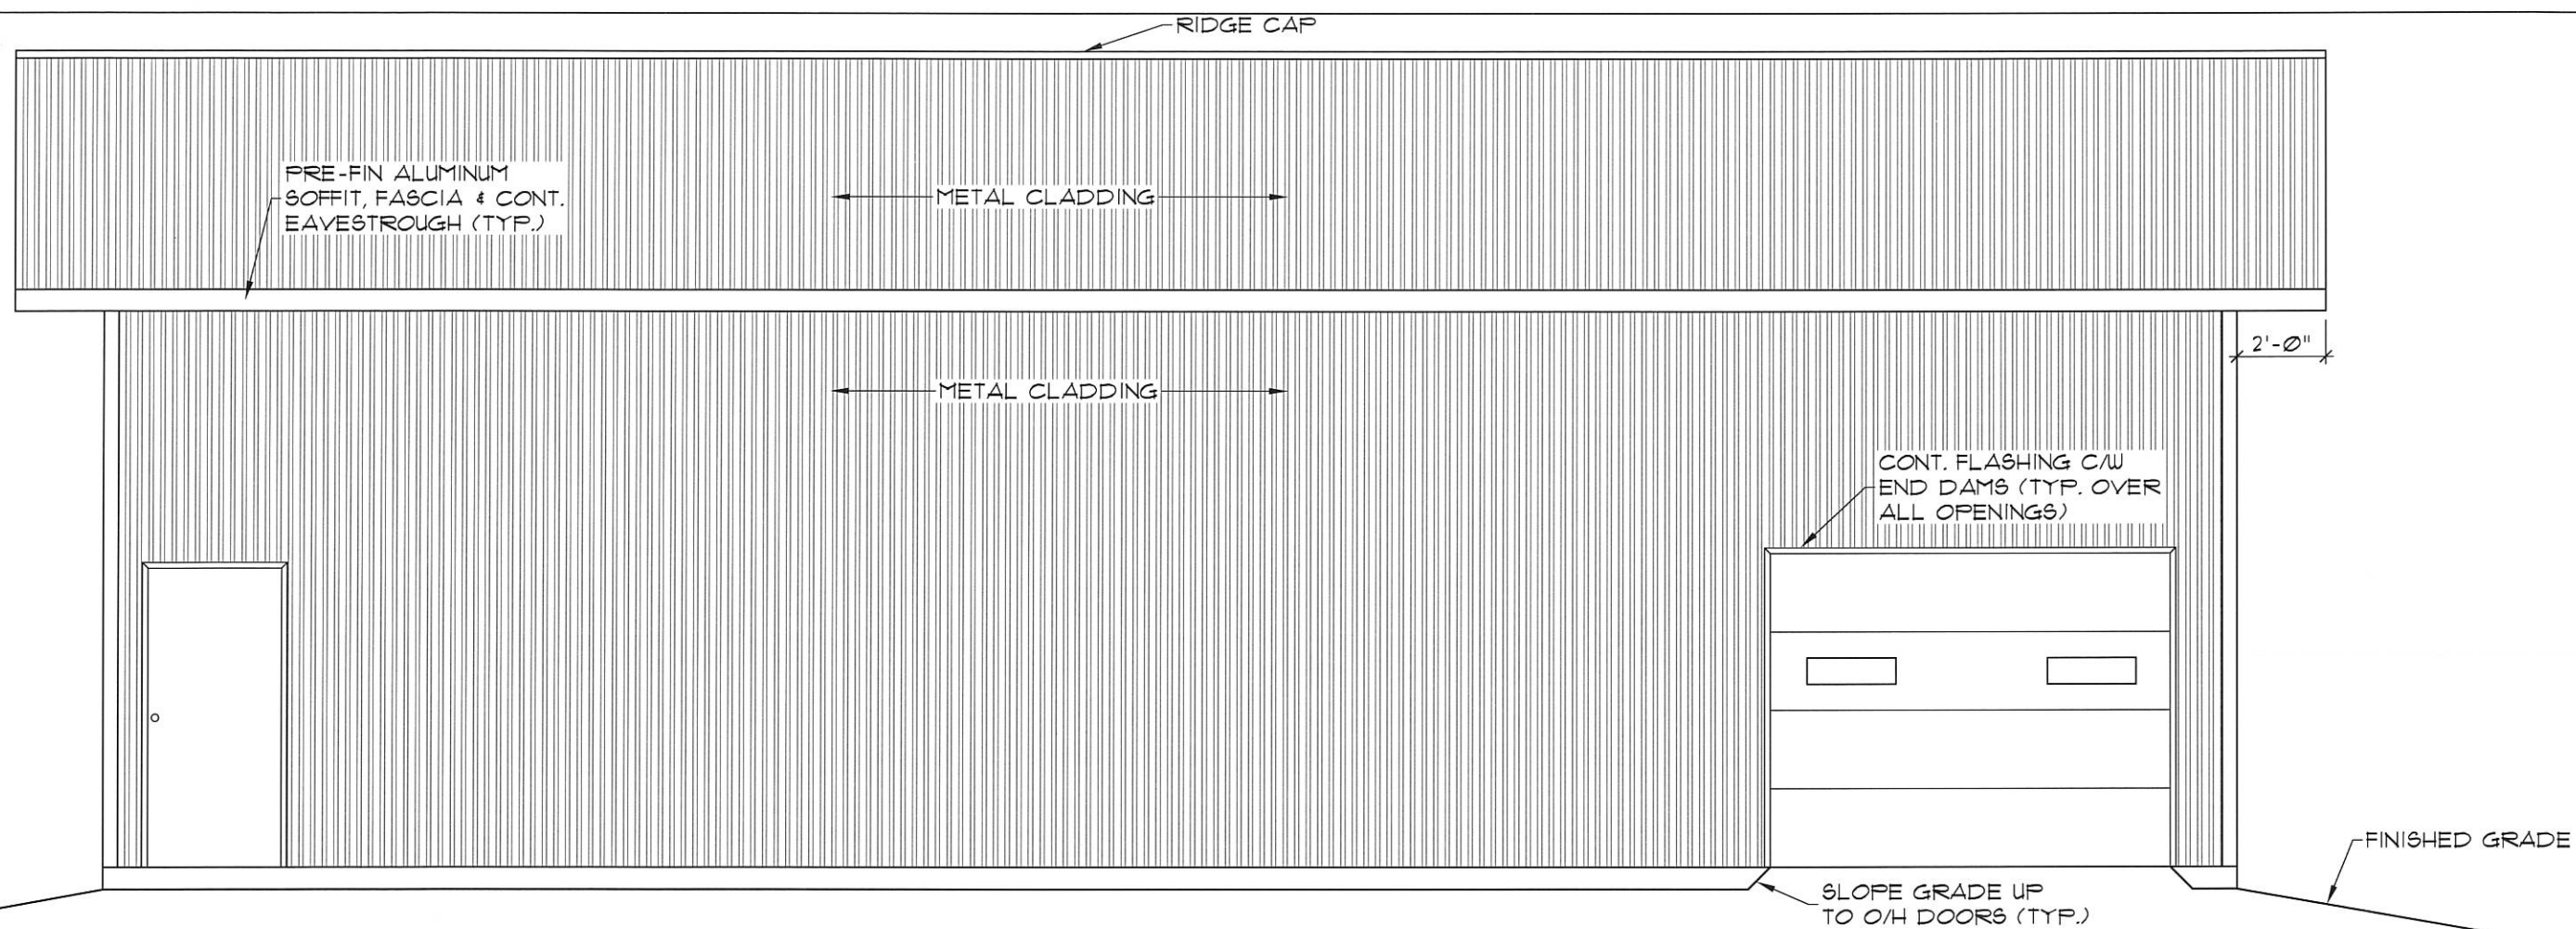 RIDGE CAP
PRE-FIN ALUMINUM
SOFFIT, FASCIA & CONT.
EAVESTROUGH (TYP.)
METAL CLADDING
2'-0"
METAL CLADDING
CONT. FLASHING C/W
END DAMS (TYP. OVER
ALL OPENINGS)
FINISHED GRADE
SLOPE GRADE UP
TO O/H DOORS (TYP.)